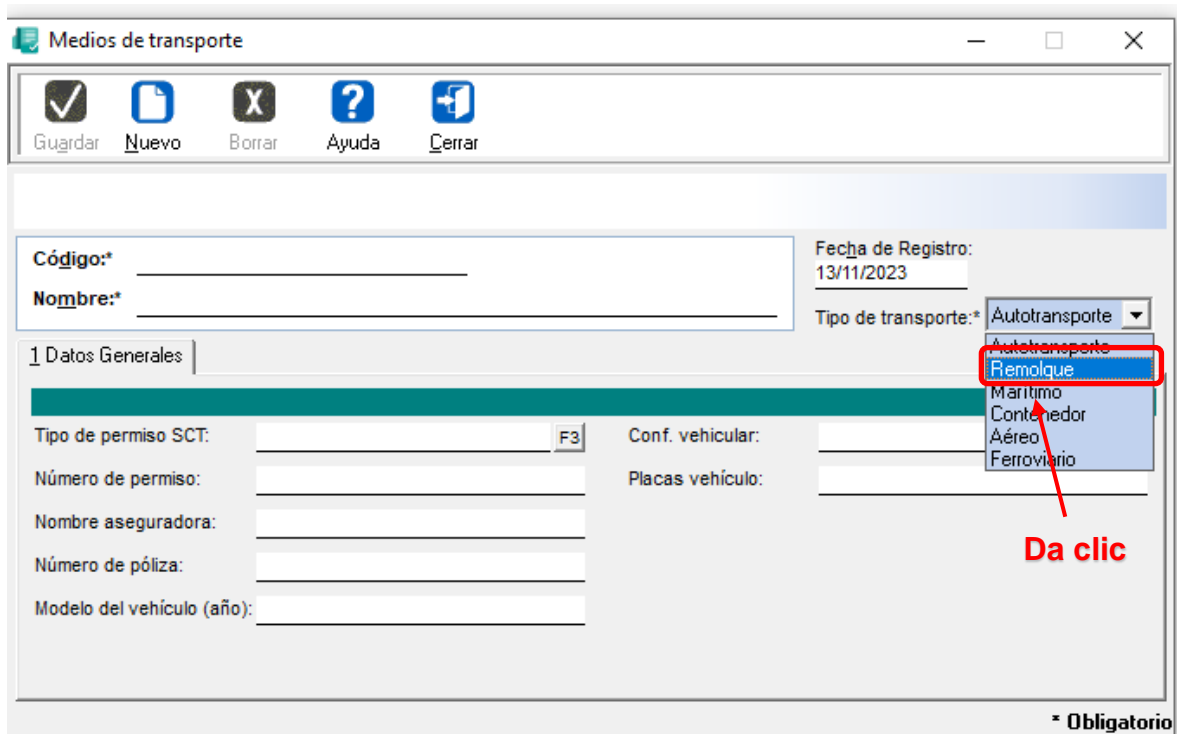 Medios de transporte
Guardar Nuevo Borrar Ayuda Cerrar
Código:*
Nombre:*
Fecha de Registro:
13/11/2023
Tipo de transporte:* Autotransporte
Autotransporte
Remolque
Marítimo
Contenedor
Aéreo
Ferroviario
1 Datos Generales
Tipo de permiso SCT: F3 Conf. vehicular:
Número de permiso: Placas vehículo:
Nombre aseguradora:
Número de póliza:
Modelo del vehículo (año):
Da clic
* Obligatorio